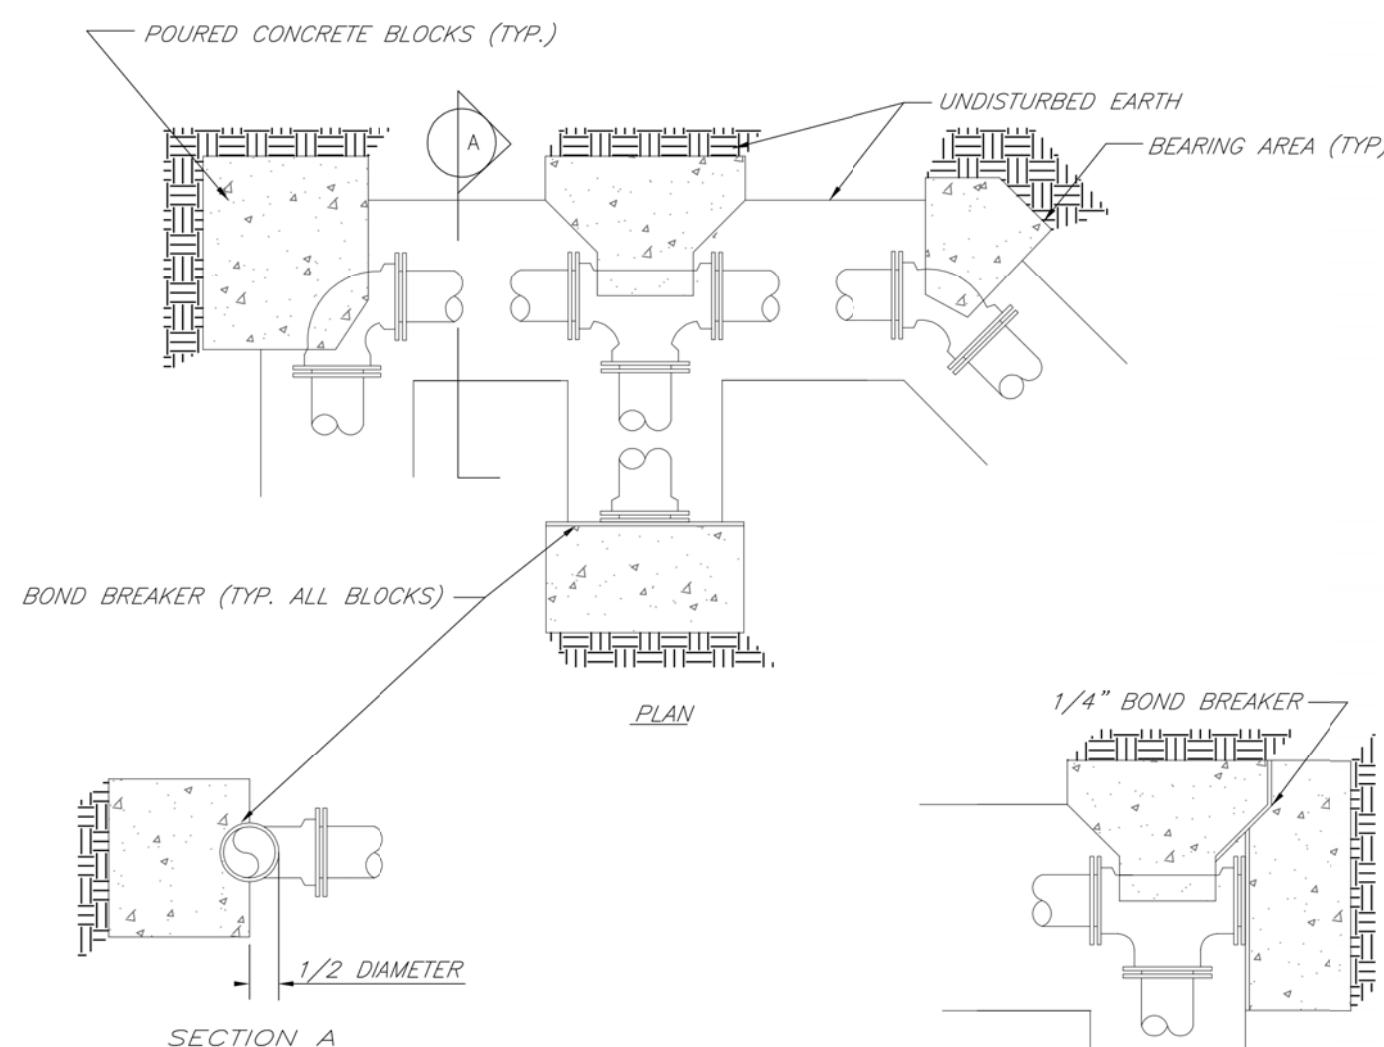 POURED CONCRETE BLOCKS (TYP.)
UNDISTURBED EARTH
A
BEARING AREA (TYP)
BOND BREAKER (TYP. ALL BLOCKS)
PLAN
1/4" BOND BREAKER
1/2 DIAMETER
SECTION A